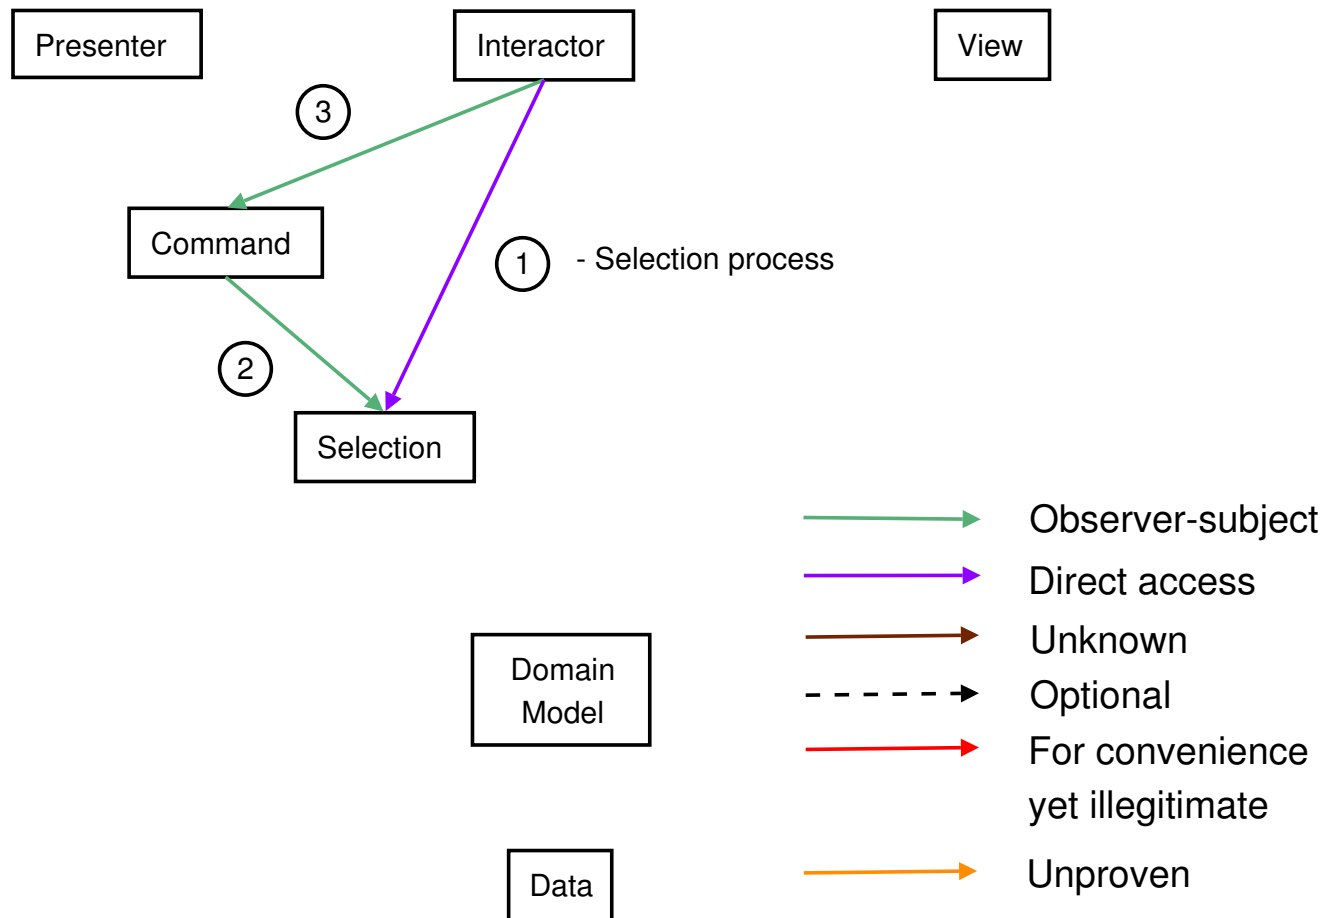 Presenter
Interactor
View
3
Command
1
- Selection process
2
Selection
Observer-subject
Direct access
Unknown
Domain
Model
Optional
For convenience
yet illegitimate
Data
Unproven